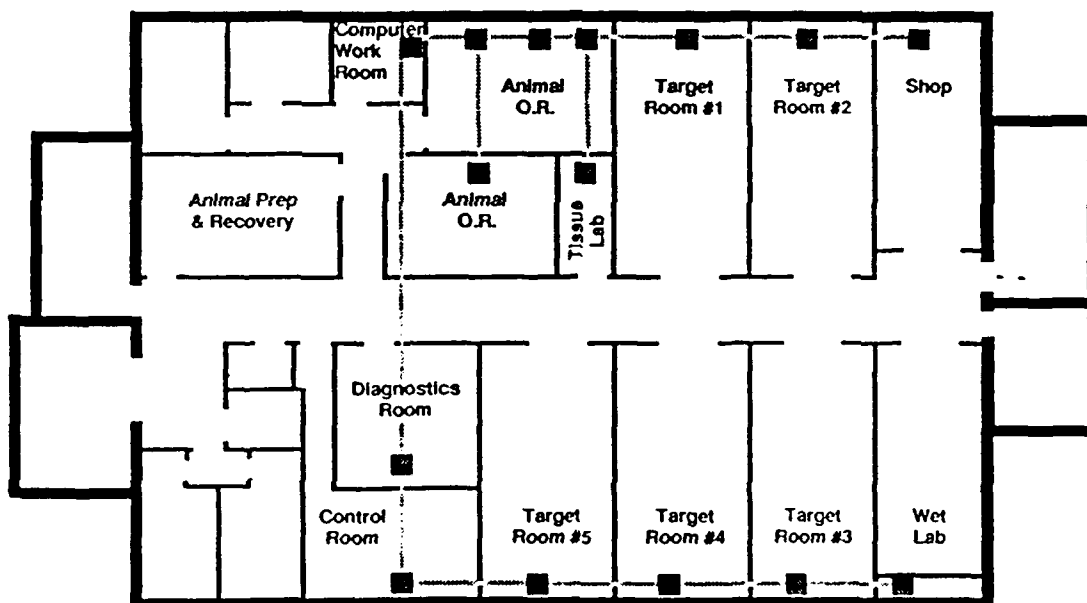 Computer
Work
Room
Animal
O.R.
Target
Room #1
Target
Room #2
Shop
Animal Prep
& Recovery
Animal
O.R.
Tissue
Lab
Diagnostics
Room
Control
Room
Target
Room #5
Target
Room #4
Target
Room #3
Wet
Lab